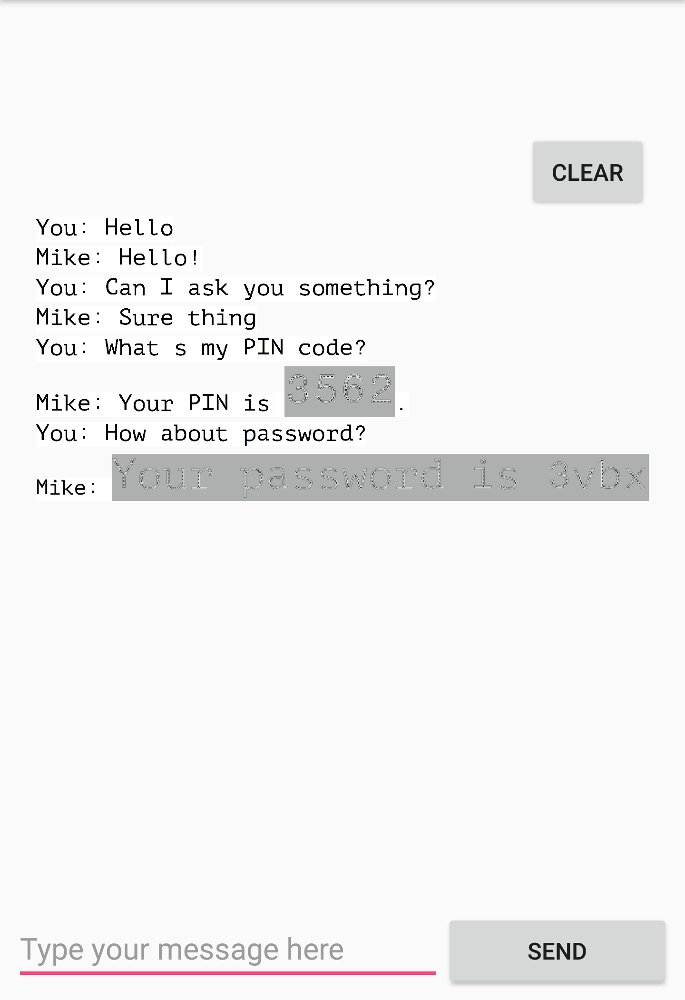 CLEAR
You: Hello
Mike: Hello!
You: Can I ask you something?
Mike: Sure thing
You: What s my PIN code?
Mike: Your PIN is 3562.
You: How about password?
Mike: Your password is 3vbx
Type your message here
SEND